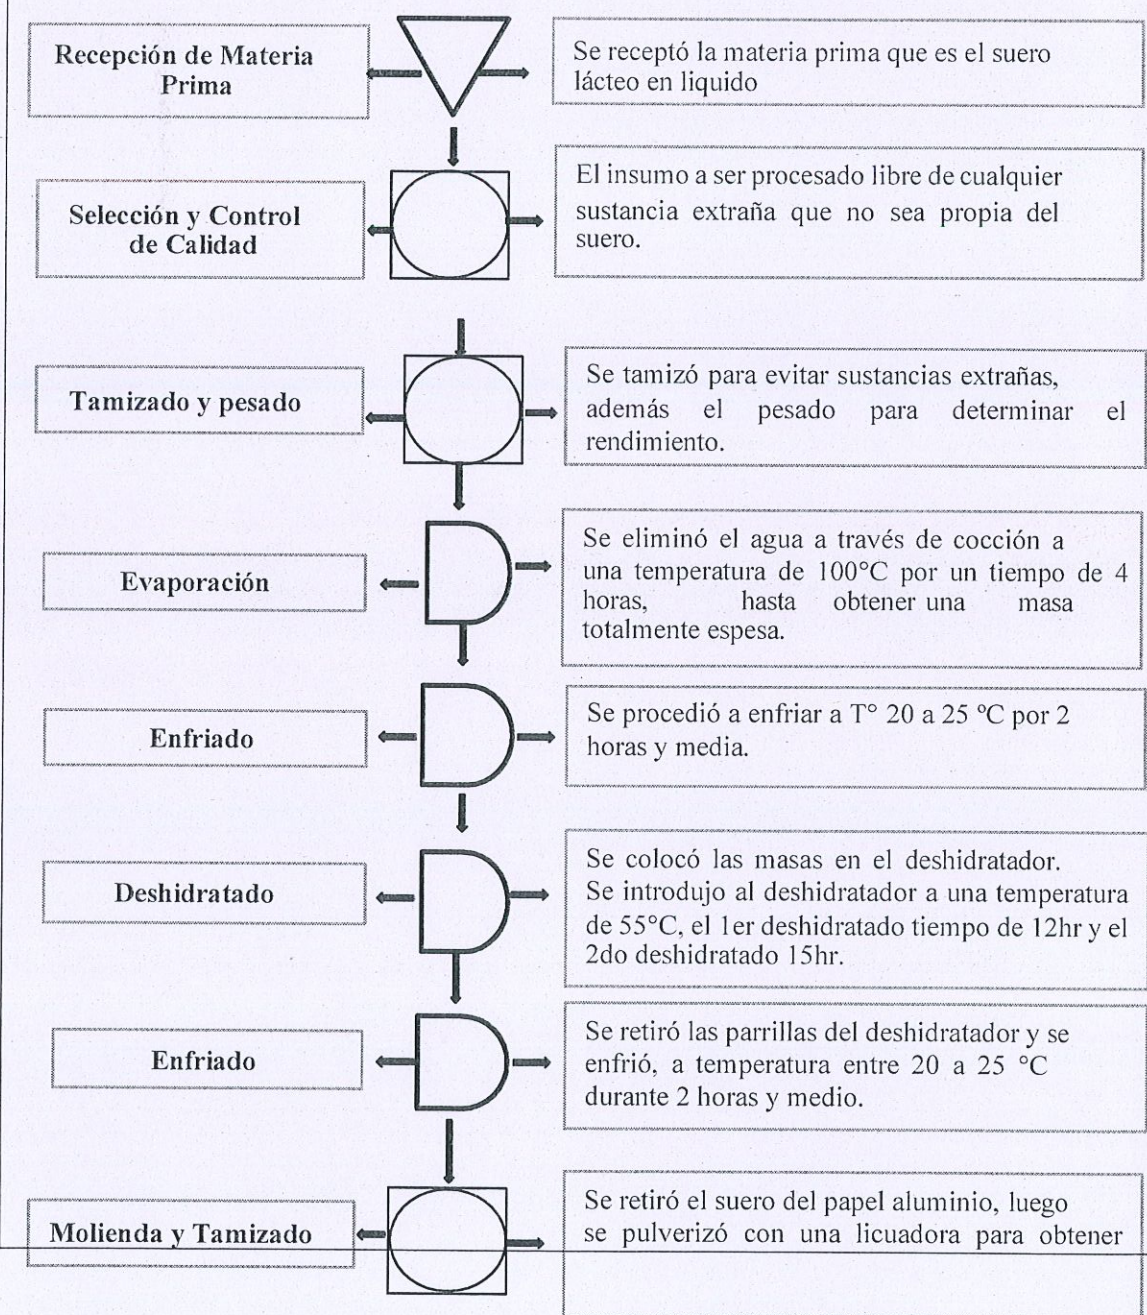 Recepción de Materia
Prima
Se receptó la materia prima que es el suero
lácteo en liquido
Selección y Control
de Calidad
El insumo a ser procesado libre de cualquier
sustancia extraña que no sea propia del
suero.
Tamizado y pesado
Se tamizó para evitar sustancias extrañas,
además el pesado para determinar el
rendimiento.
Evaporación
Se eliminó el agua a través de cocción a
una temperatura de 100°C por un tiempo de 4
horas, hasta obtener una masa
totalmente espesa.
Enfriado
Se procedió a enfriar a T° 20 a 25 ºC por 2
horas y media.
Deshidratado
Se colocó las masas en el deshidratador.
Se introdujo al deshidratador a una temperatura
de 55°C, el 1er deshidratado tiempo de 12hr y el
2do deshidratado 15hr.
Enfriado
Se retiró las parrillas del deshidratador y se
enfrió, a temperatura entre 20 a 25 °C
durante 2 horas y medio.
Molienda y Tamizado
Se retiró el suero del papel aluminio, luego
se pulverizó con una licuadora para obtener